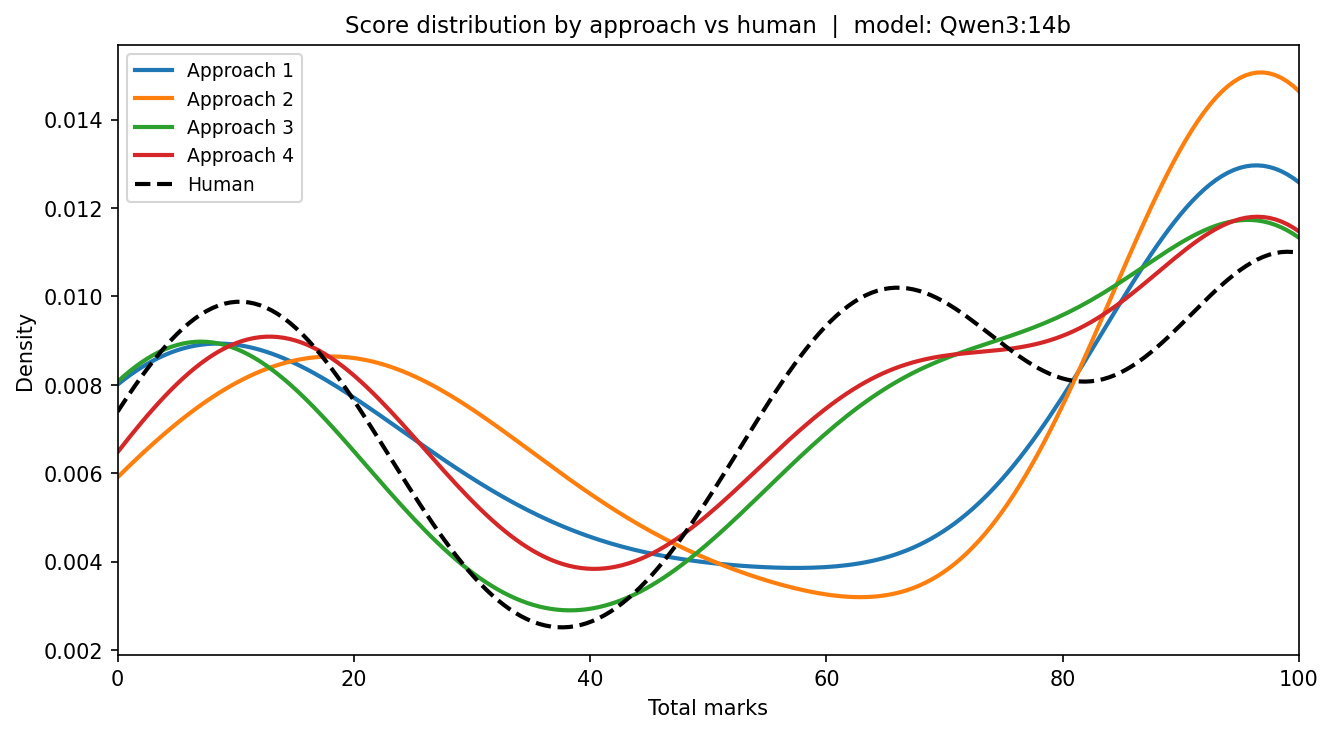 Score distribution by approach vs human | model: Qwen3:14b
Approach 1
Approach 2
Approach 3
Approach 4
Human
Density
0.014
0.012
0.010
0.008
0.006
0.004
0.002
0 20 40 60 80 100
Total marks